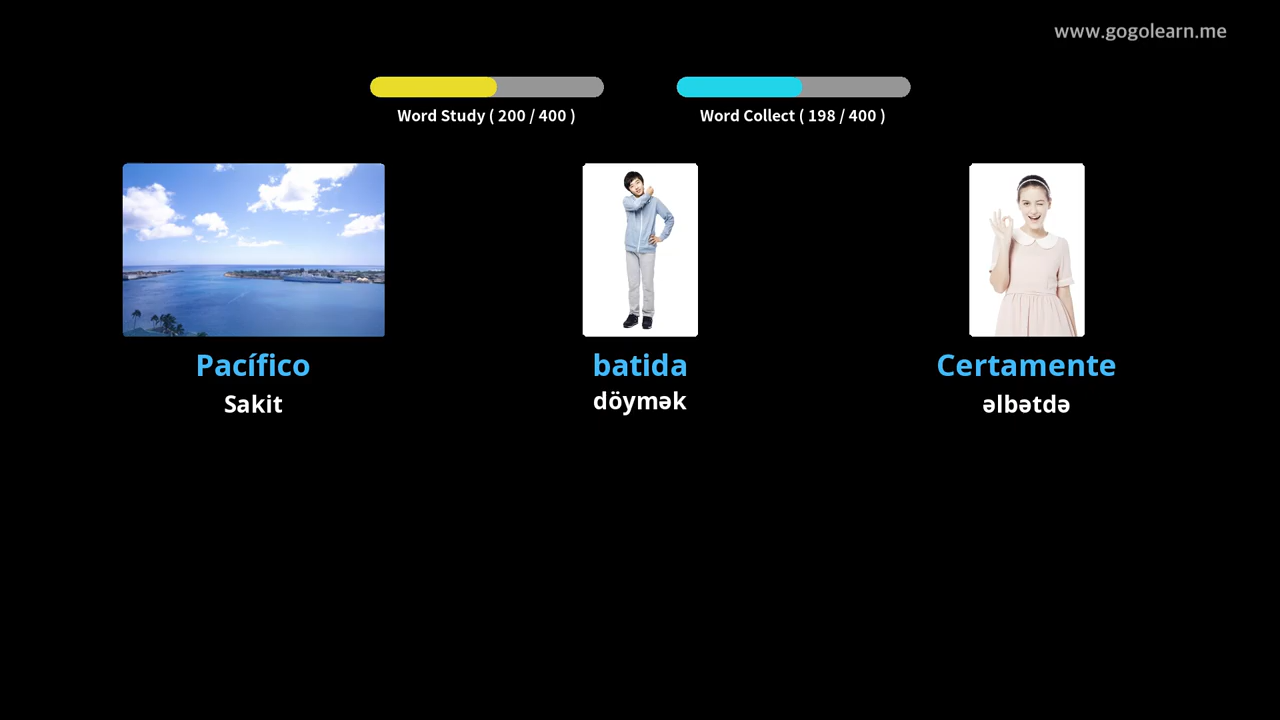 www.gogolearn.me
Word Study ( 200 / 400 )
Word Collect ( 198 / 400 )
Pacífico
Sakit
batida
döymək
Certamente
əlbətdə